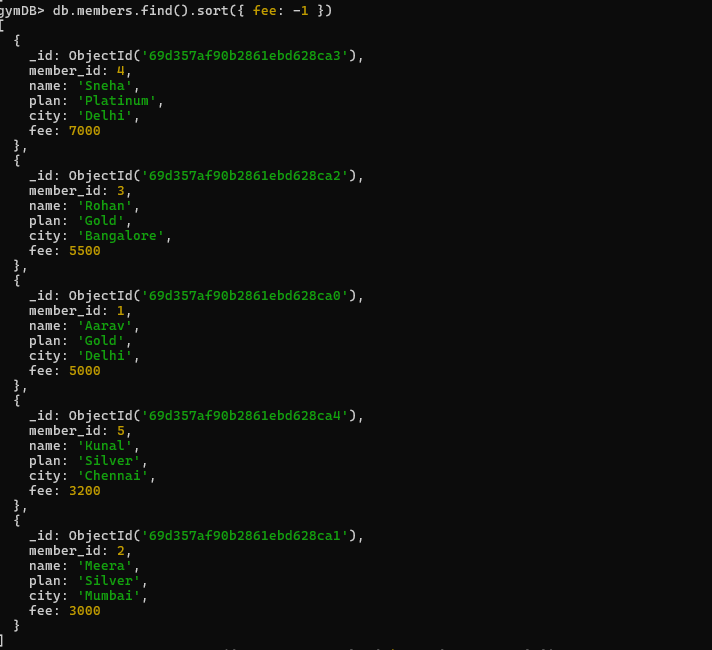 gymDB> db.members.find().sort({ fee: -1 })
[
  {
    _id: ObjectId('69d357af90b2861ebd628ca3'),
    member_id: 4,
    name: 'Sneha',
    plan: 'Platinum',
    city: 'Delhi',
    fee: 7000
  },
  {
    _id: ObjectId('69d357af90b2861ebd628ca2'),
    member_id: 3,
    name: 'Rohan',
    plan: 'Gold',
    city: 'Bangalore',
    fee: 5500
  },
  {
    _id: ObjectId('69d357af90b2861ebd628ca0'),
    member_id: 1,
    name: 'Aarav',
    plan: 'Gold',
    city: 'Delhi',
    fee: 5000
  },
  {
    _id: ObjectId('69d357af90b2861ebd628ca4'),
    member_id: 5,
    name: 'Kunal',
    plan: 'Silver',
    city: 'Chennai',
    fee: 3200
  },
  {
    _id: ObjectId('69d357af90b2861ebd628ca1'),
    member_id: 2,
    name: 'Meera',
    plan: 'Silver',
    city: 'Mumbai',
    fee: 3000
  }
]